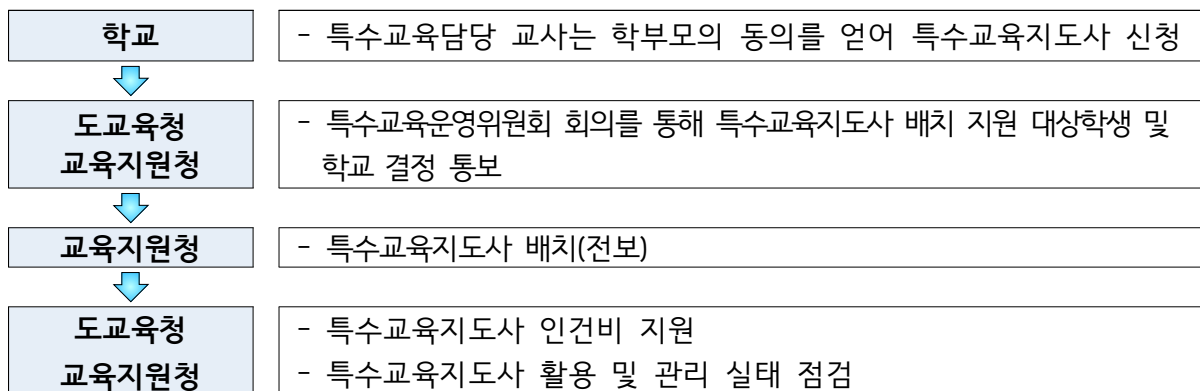 학교
- 특수교육담당 교사는 학부모의 동의를 얻어 특수교육지도사 신청
도교육청
교육지원청
- 특수교육운영위원회 회의를 통해 특수교육지도사 배치 지원 대상학생 및
학교 결정 통보
교육지원청
- 특수교육지도사 배치(전보)
도교육청
교육지원청
- 특수교육지도사 인건비 지원
- 특수교육지도사 활용 및 관리 실태 점검